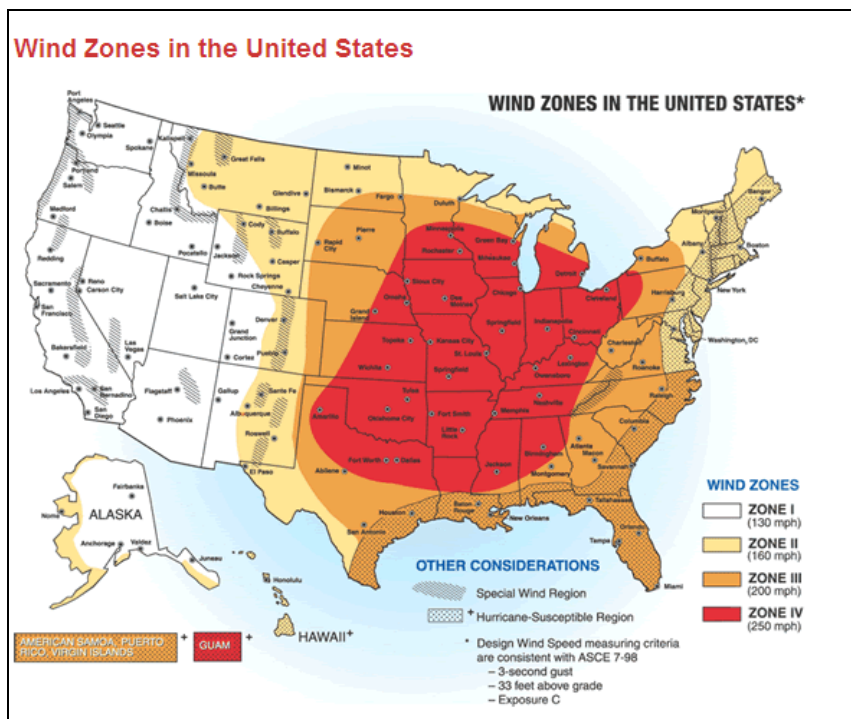 Wind Zones in the United States
WIND ZONES IN THE UNITED STATES*
Port
Angeles
Seattle
Olympia
Spokane
Portland
Salem
Medford
Kalispell
Great Falls
Missoula
Butte
Glendive
Billings
Challis
Boise
Pocatello
Cody
Buffalo
Jackson
Casper
Rock Springs
Cheyenne
Minot
Bismarck
Fargo
Duluth
Rapid
City
Pierre
Minneapolis
Rochester
Green Bay
Milwaukee
Redding
Sacramento
San
Francisco
Reno
Carson City
Salt Lake City
Las
Vegas
Bakersfield
Los Angeles
San
Bernadino
San
Diego
Grand
Junction
Cortez
Denver
Pueblo
Flagstaff
Phoenix
Gallup
Santa Fe
Albuquerque
Roswell
El Paso
Sioux City
Omaha
Des
Moines
Grand
Island
Chicago
Detroit
Cleveland
Topeka
Kansas City
St. Louis
Springfield
Indianapolis
Cincinnati
Wichita
Springfield
Lexington
Owensboro
Tulsa
Amarillo
Oklahoma City
Fort Smith
Little
Rock
Memphis
Nashville
Fort Worth
Dallas
Abilene
Jackson
Birmingham
Montgomery
Houston
San Antonio
Baton
Rouge
New Orleans
Buffalo
Albany
Montpelier
Bangor
Boston
New York
Harrisburg
Washington, DC
Charleston
Roanoke
Raleigh
Columbia
Atlanta
Macon
Savannah
Tallahassee
Orlando
Tampa
Miami
Fairbanks
ALASKA
Nome
Anchorage
Valdez
Juneau
Honolulu
HAWAII+
AMERICAN SAMOA, PUERTO
RICO, VIRGIN ISLANDS
+
GUAM
+
OTHER CONSIDERATIONS
Special Wind Region
+ Hurricane-Susceptible Region
* Design Wind Speed measuring criteria
are consistent with ASCE 7-98
– 3-second gust
– 33 feet above grade
– Exposure C
WIND ZONES
ZONE I
(130 mph)
ZONE II
(160 mph)
ZONE III
(200 mph)
ZONE IV
(250 mph)